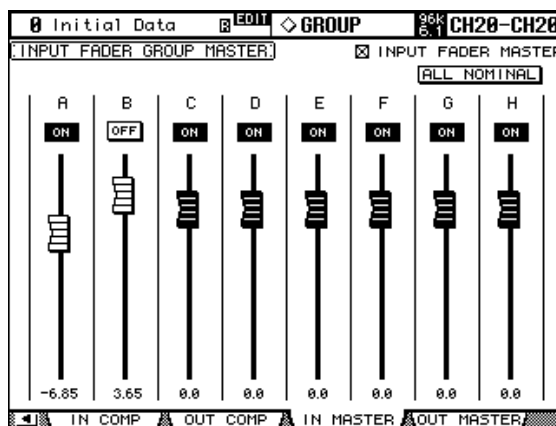 0 Initial Data R EDIT ◇GROUP 96k 6.1 CH20-CH20
INPUT FADER GROUP MASTER
☒ INPUT FADER MASTER
ALL NOMINAL
A B C D E F G H
ON OFF ON ON ON ON ON ON
-6.85 3.65 0.0 0.0 0.0 0.0 0.0 0.0
IN COMP OUT COMP IN MASTER OUT MASTER